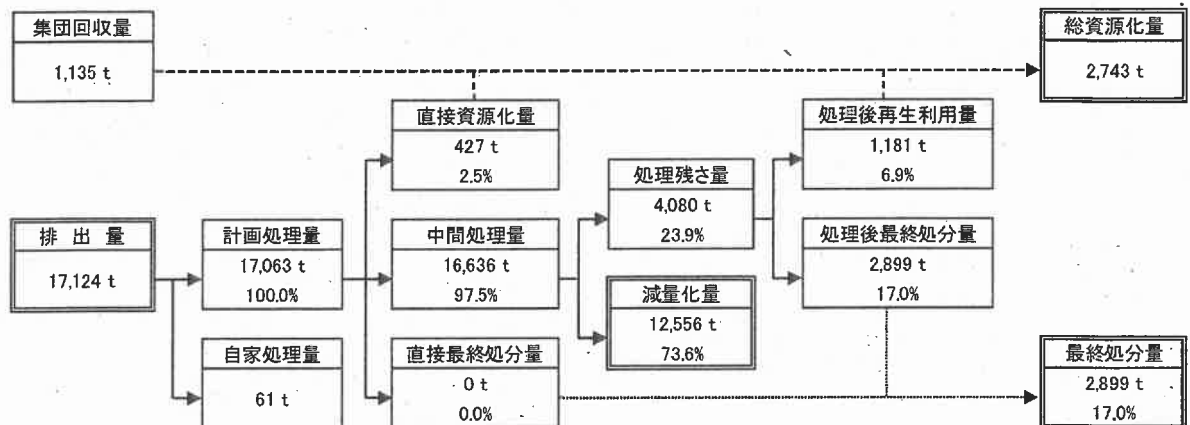 集団回収量
1,135 t
総資源化量
2,743 t
直接資源化量
427 t
2.5%
処理後再生利用量
1,181 t
6.9%
処理残さ量
4,080 t
23.9%
排出量
17,124 t
計画処理量
17,063 t
100.0%
中間処理量
16,636 t
97.5%
処理後最終処分量
2,899 t
17.0%
減量化量
12,556 t
73.6%
自家処理量
61 t
直接最終処分量
0 t
0.0%
最終処分量
2,899 t
17.0%